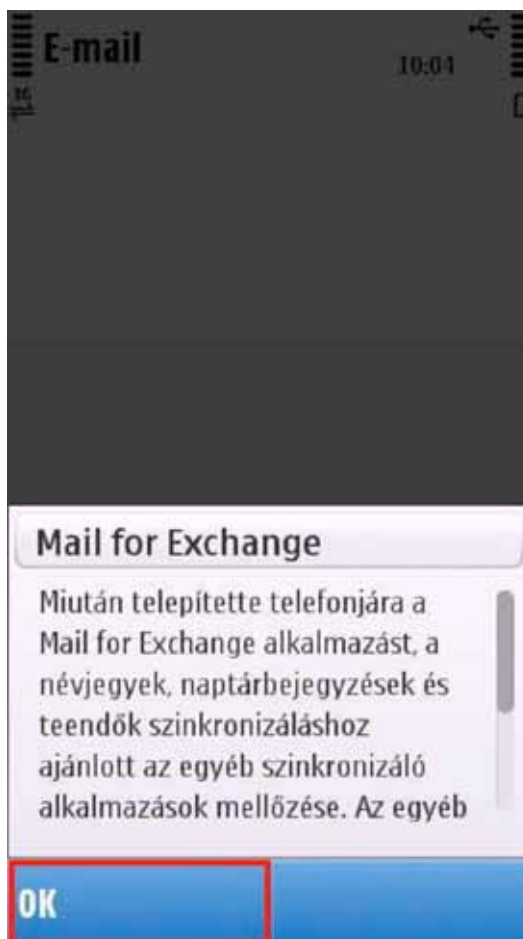 E-mail
10:04
3G
Mail for Exchange
Miután telepítette telefonjára a
Mail for Exchange alkalmazást, a
névjegyek, naptárbejegyzések és
teendők szinkronizáláshoz
ajánlott az egyéb szinkronizáló
alkalmazások mellőzése. Az egyéb
OK